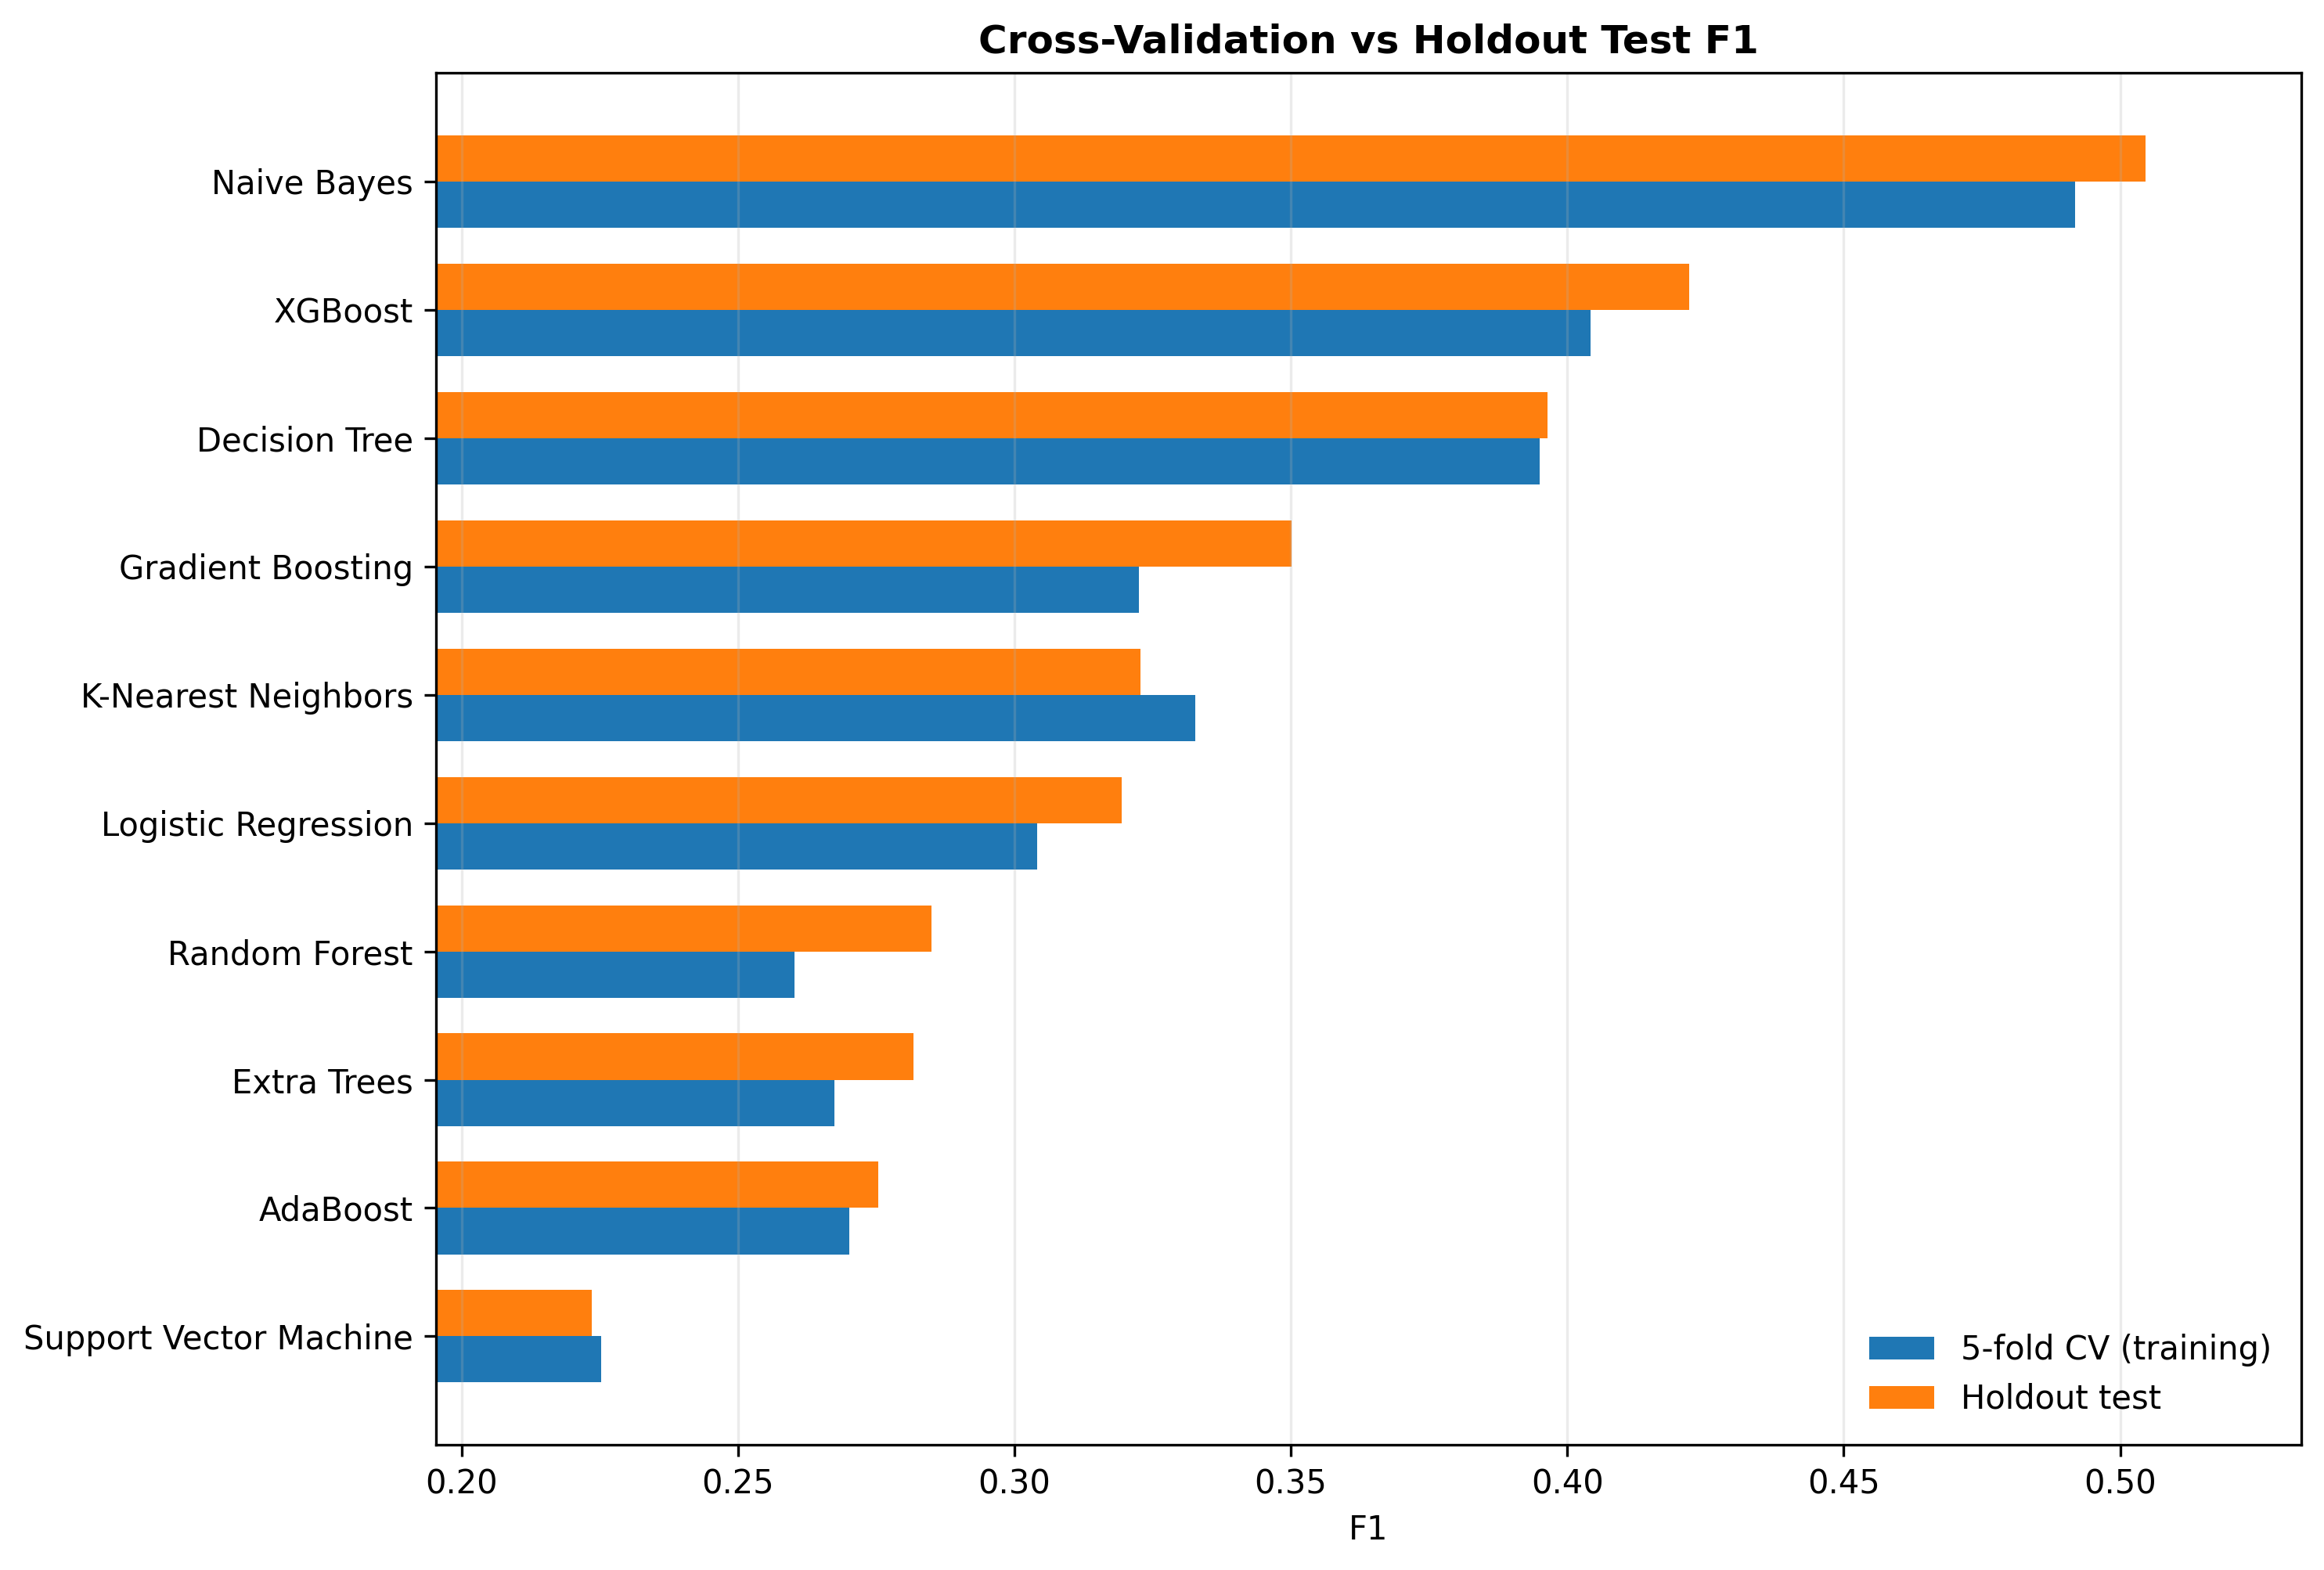 Cross-Validation vs Holdout Test F1
Naive Bayes
XGBoost
Decision Tree
Gradient Boosting
K-Nearest Neighbors
Logistic Regression
Random Forest
Extra Trees
AdaBoost
Support Vector Machine
5-fold CV (training)
Holdout test
0.20 0.25 0.30 0.35 0.40 0.45 0.50
F1